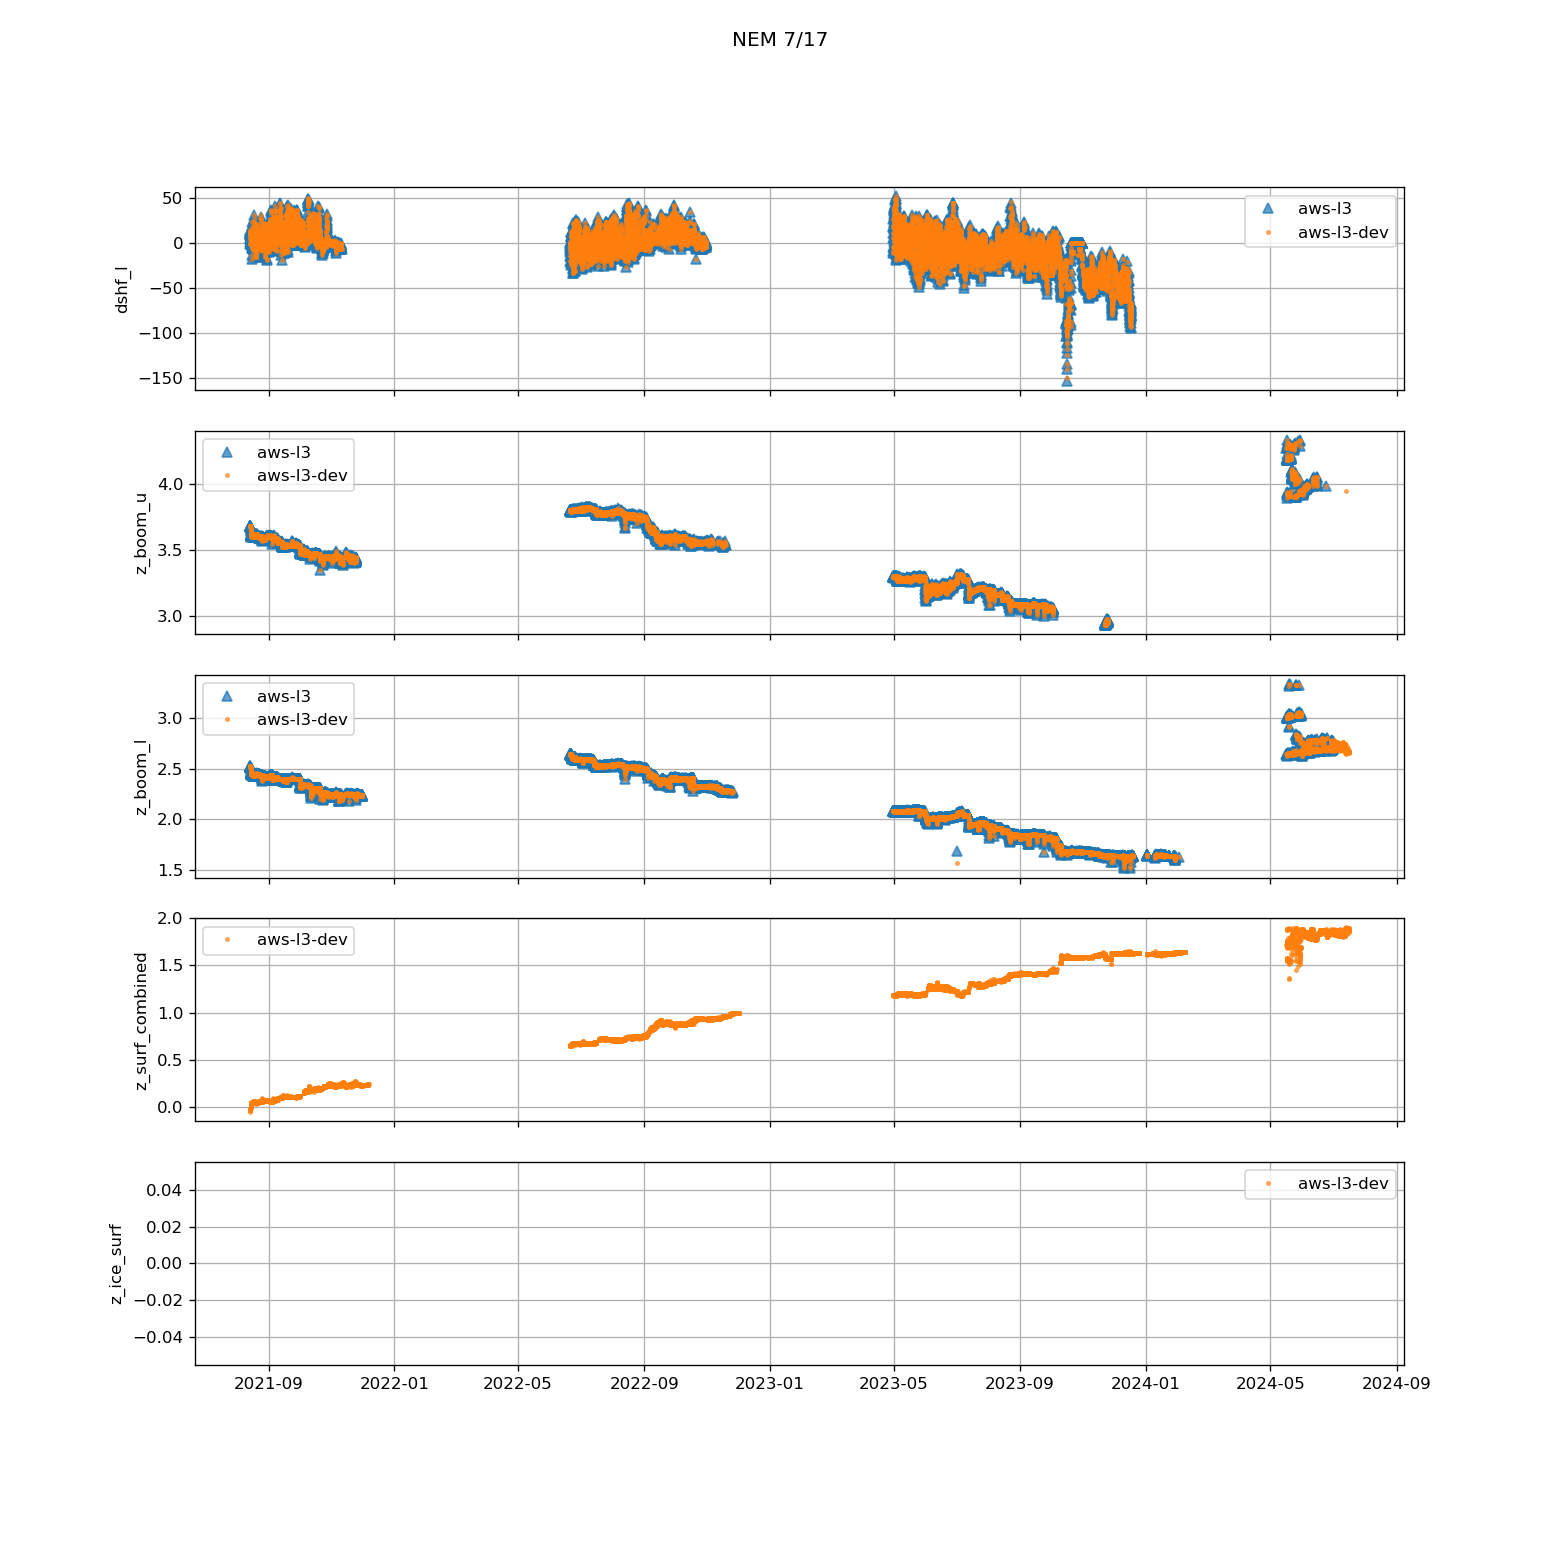 NEM 7/17
dshf_l
50
0
−50
−100
−150
aws-l3
aws-l3-dev
z_boom_u
4.0
3.5
3.0
aws-l3
aws-l3-dev
z_boom_l
3.0
2.5
2.0
1.5
aws-l3
aws-l3-dev
z_surf_combined
2.0
1.5
1.0
0.5
0.0
aws-l3-dev
z_ice_surf
0.04
0.02
0.00
−0.02
−0.04
aws-l3-dev
2021-09 2022-01 2022-05 2022-09 2023-01 2023-05 2023-09 2024-01 2024-05 2024-09